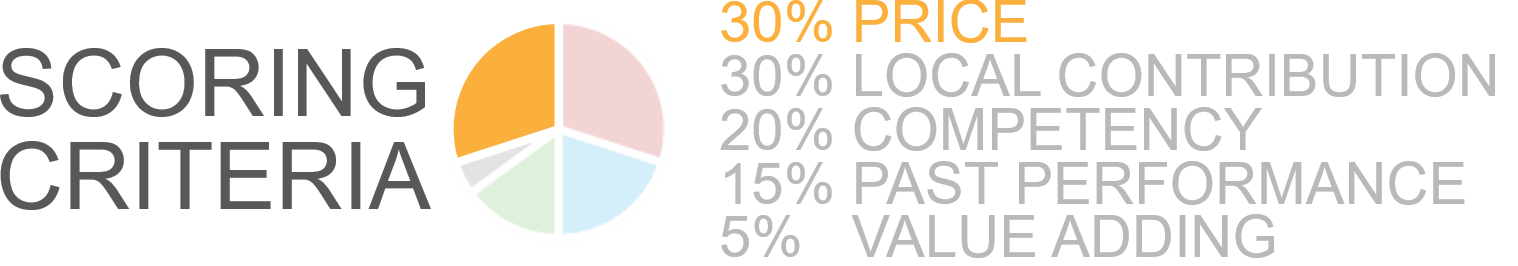 SCORING
CRITERIA
30% PRICE
30% LOCAL CONTRIBUTION
20% COMPETENCY
15% PAST PERFORMANCE
5% VALUE ADDING